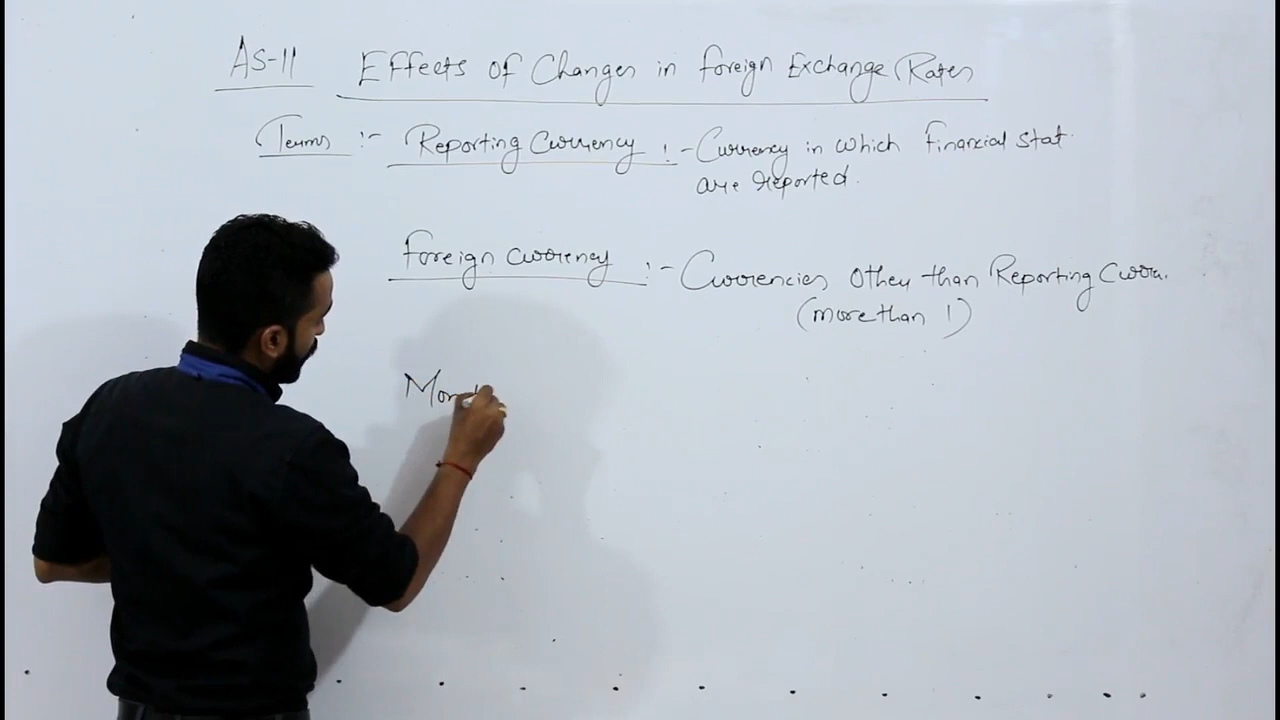 AS-11 Effects of Changes in Foreign Exchange Rates
Terms :- Reporting Currency :- Currency in which Financial Stat.
are reported.
Foreign Currency :- Currencies Other than Reporting Curr.
(more than 1)
Mon